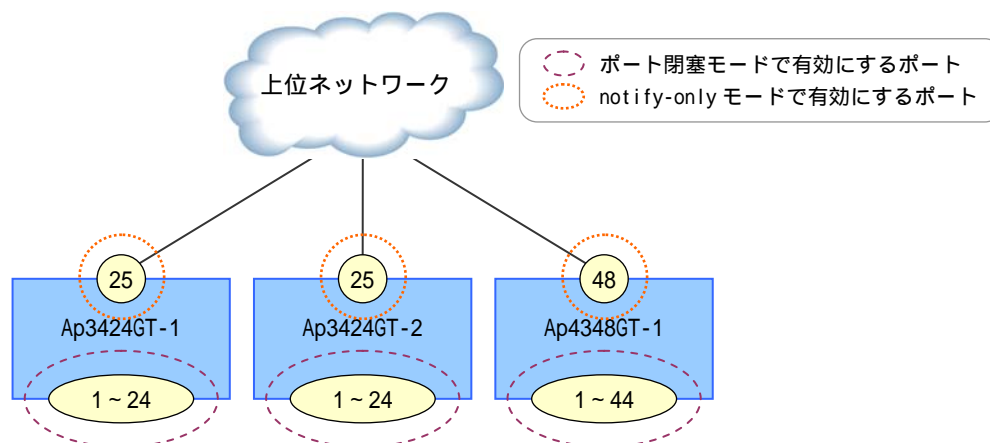 上位ネットワーク
ポート閉塞モードで有効にするポート
notify-only モードで有効にするポート
25
25
48
Ap3424GT-1
Ap3424GT-2
Ap4348GT-1
1~24
1~24
1~44